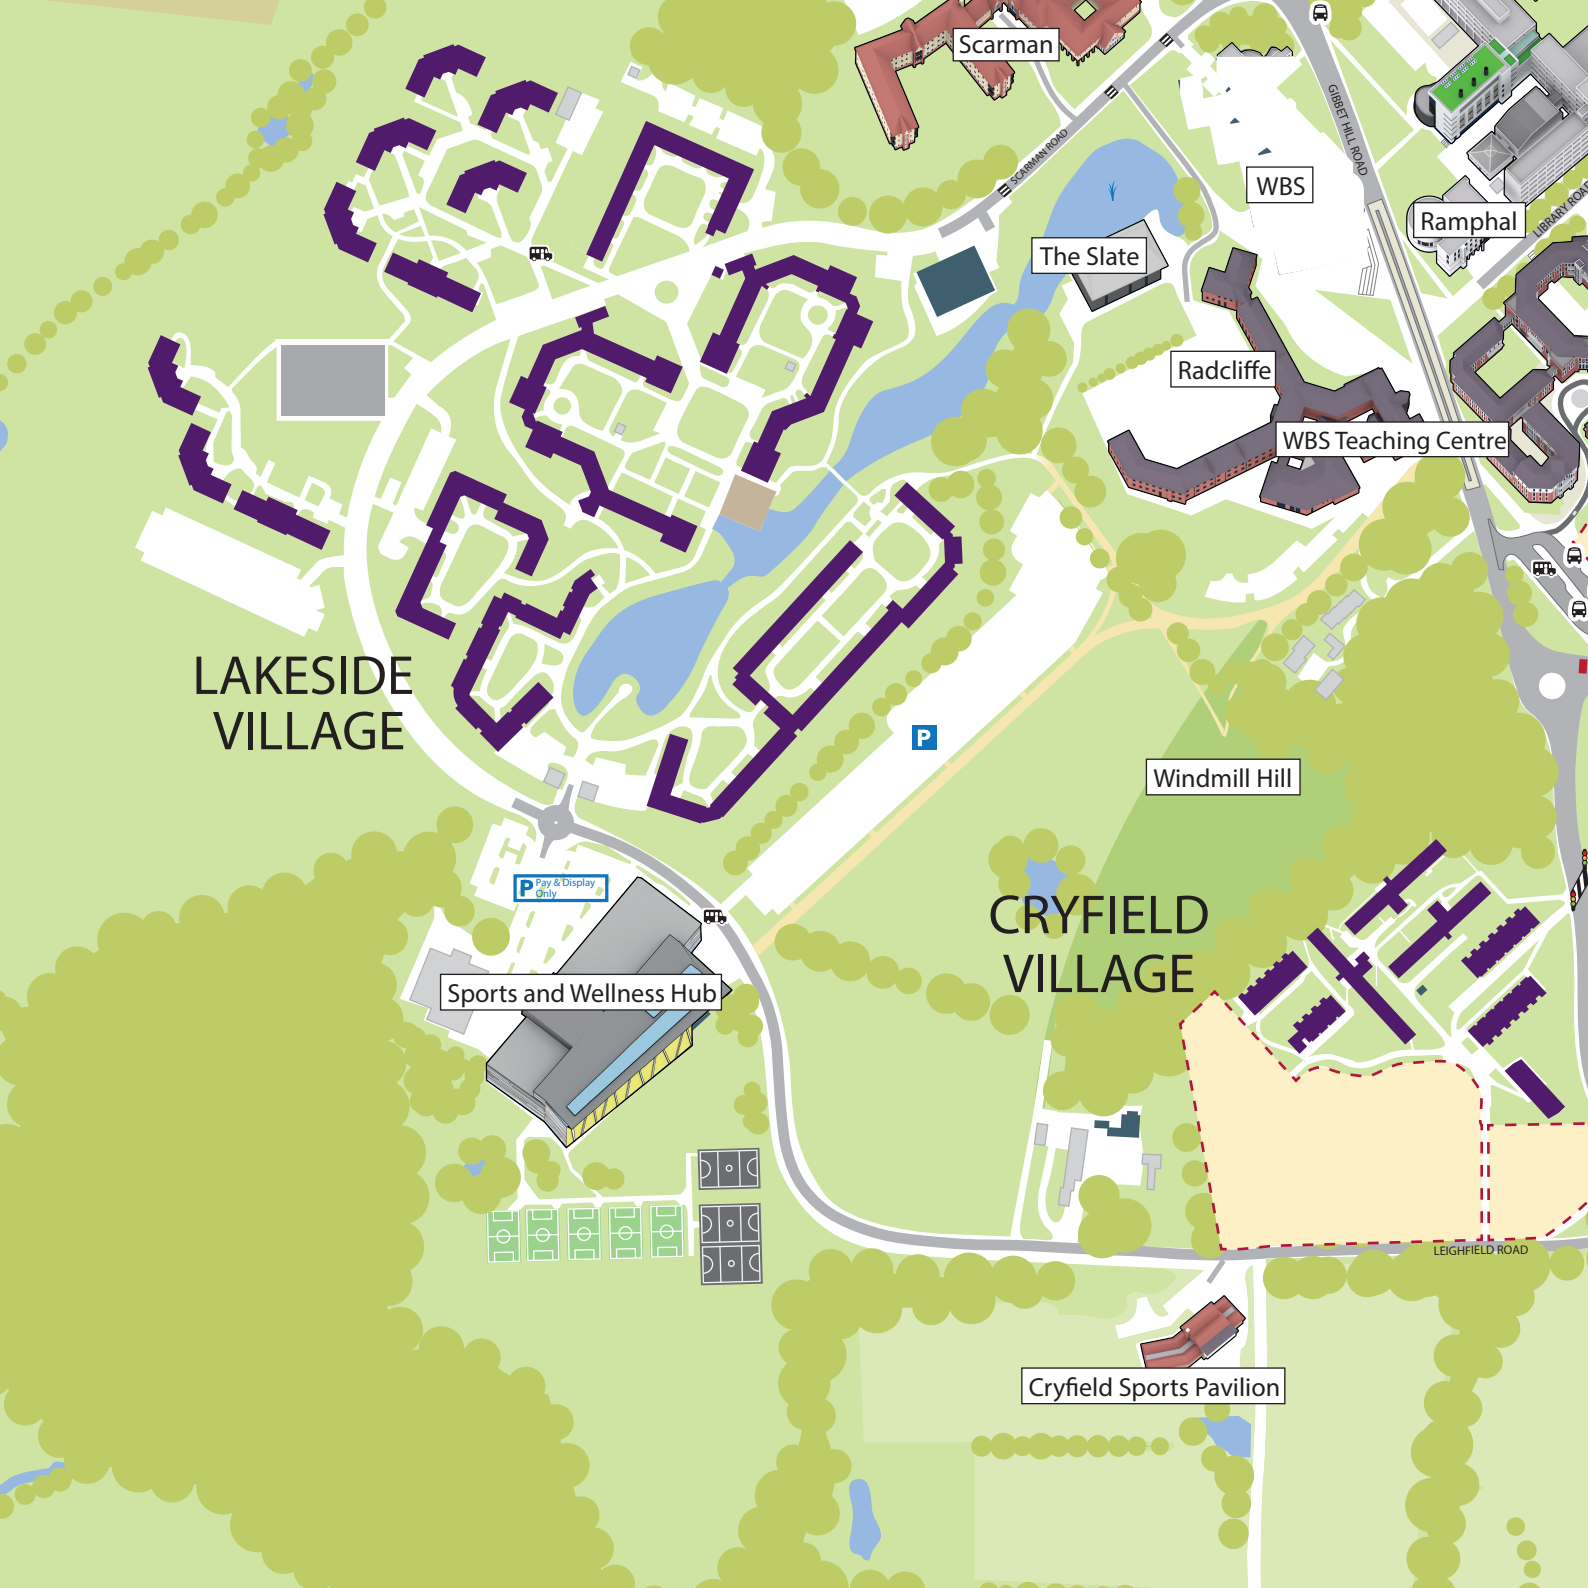 Scarman
SCARMAN ROAD
GIBBET HILL ROAD
WBS
Ramphal
LIBRARY ROAD
The Slate
Radcliffe
WBS Teaching Centre
LAKESIDE
VILLAGE
P
Windmill Hill
P Pay & Display
Only
CRYFIELD
VILLAGE
Sports and Wellness Hub
LEIGHFIELD ROAD
Cryfield Sports Pavilion